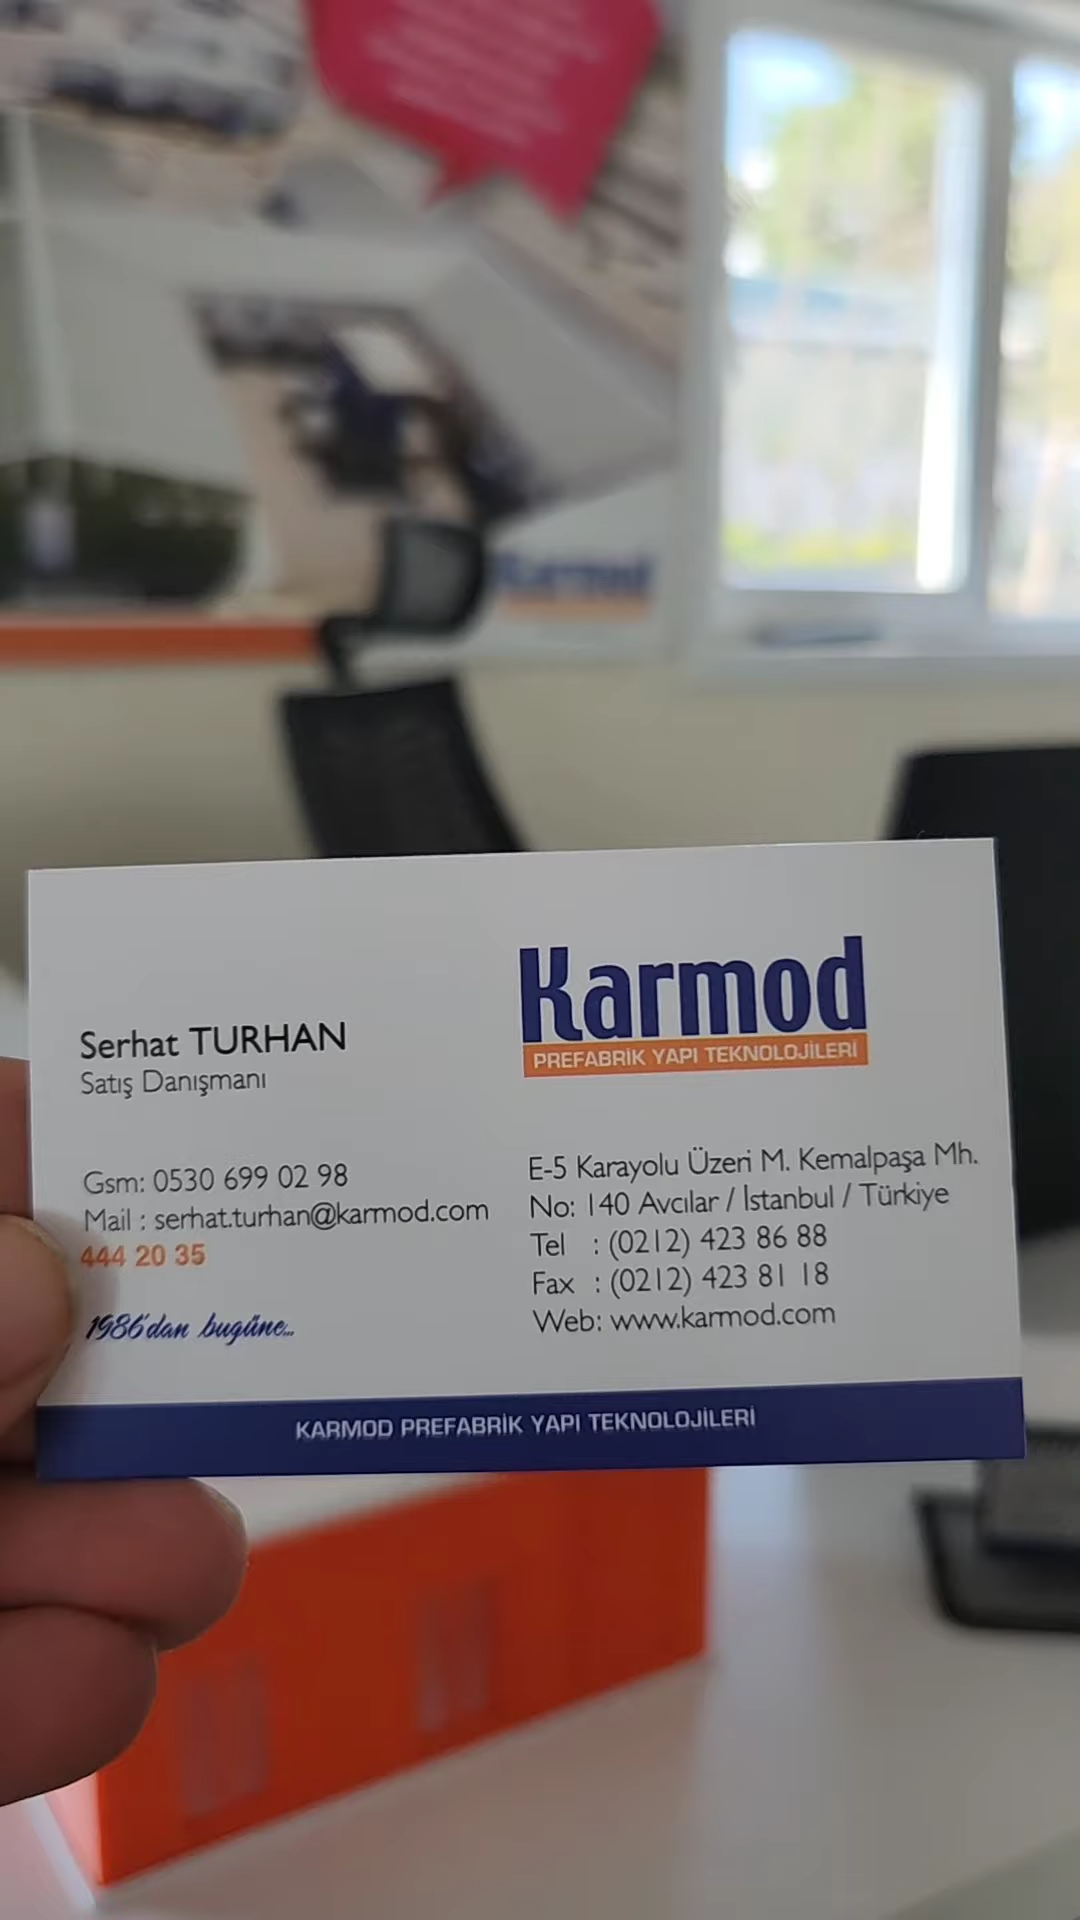 Karmod
Karmod
PREFABRİK YAPI TEKNOLOJİLERİ
Serhat TURHAN
Satış Danışmanı
Gsm: 0530 699 02 98
Mail : serhat.turhan@karmod.com
444 20 35
1986'dan bugüne...
E-5 Karayolu Üzeri M. Kemalpaşa Mh.
No: 140 Avcılar / İstanbul / Türkiye
Tel : (0212) 423 86 88
Fax : (0212) 423 81 18
Web: www.karmod.com
KARMOD PREFABRİK YAPI TEKNOLOJİLERİ